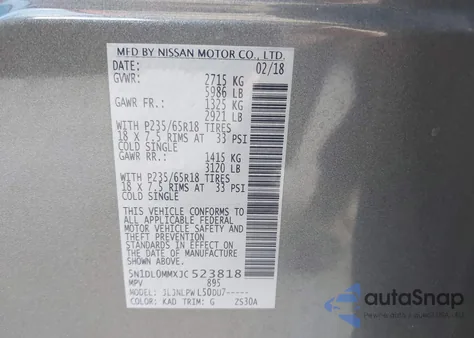 MFD BY NISSAN MOTOR CO., LTD.
DATE: 02/18
GVWR: 2715 KG
5986 LB
GAWR FR.: 1325 KG
2921 LB
WITH P235/65R18 TIRES
18 X 7.5 RIMS AT 33 PSI
COLD SINGLE
GAWR RR.: 1415 KG
3120 LB
WITH P235/65R18 TIRES
18 X 7.5 RIMS AT 33 PSI
COLD SINGLE
THIS VEHICLE CONFORMS TO
ALL APPLICABLE FEDERAL
MOTOR VEHICLE SAFETY AND
THEFT PREVENTION
STANDARDS IN EFFECT ON
THE DATE OF MANUFACTURE
SHOWN ABOVE.
5N1DL0MMXJC523818
MPV 895
JLJNLPWL50DU7-----
COLOR: KAD TRIM: G ZS30A
autoSnap